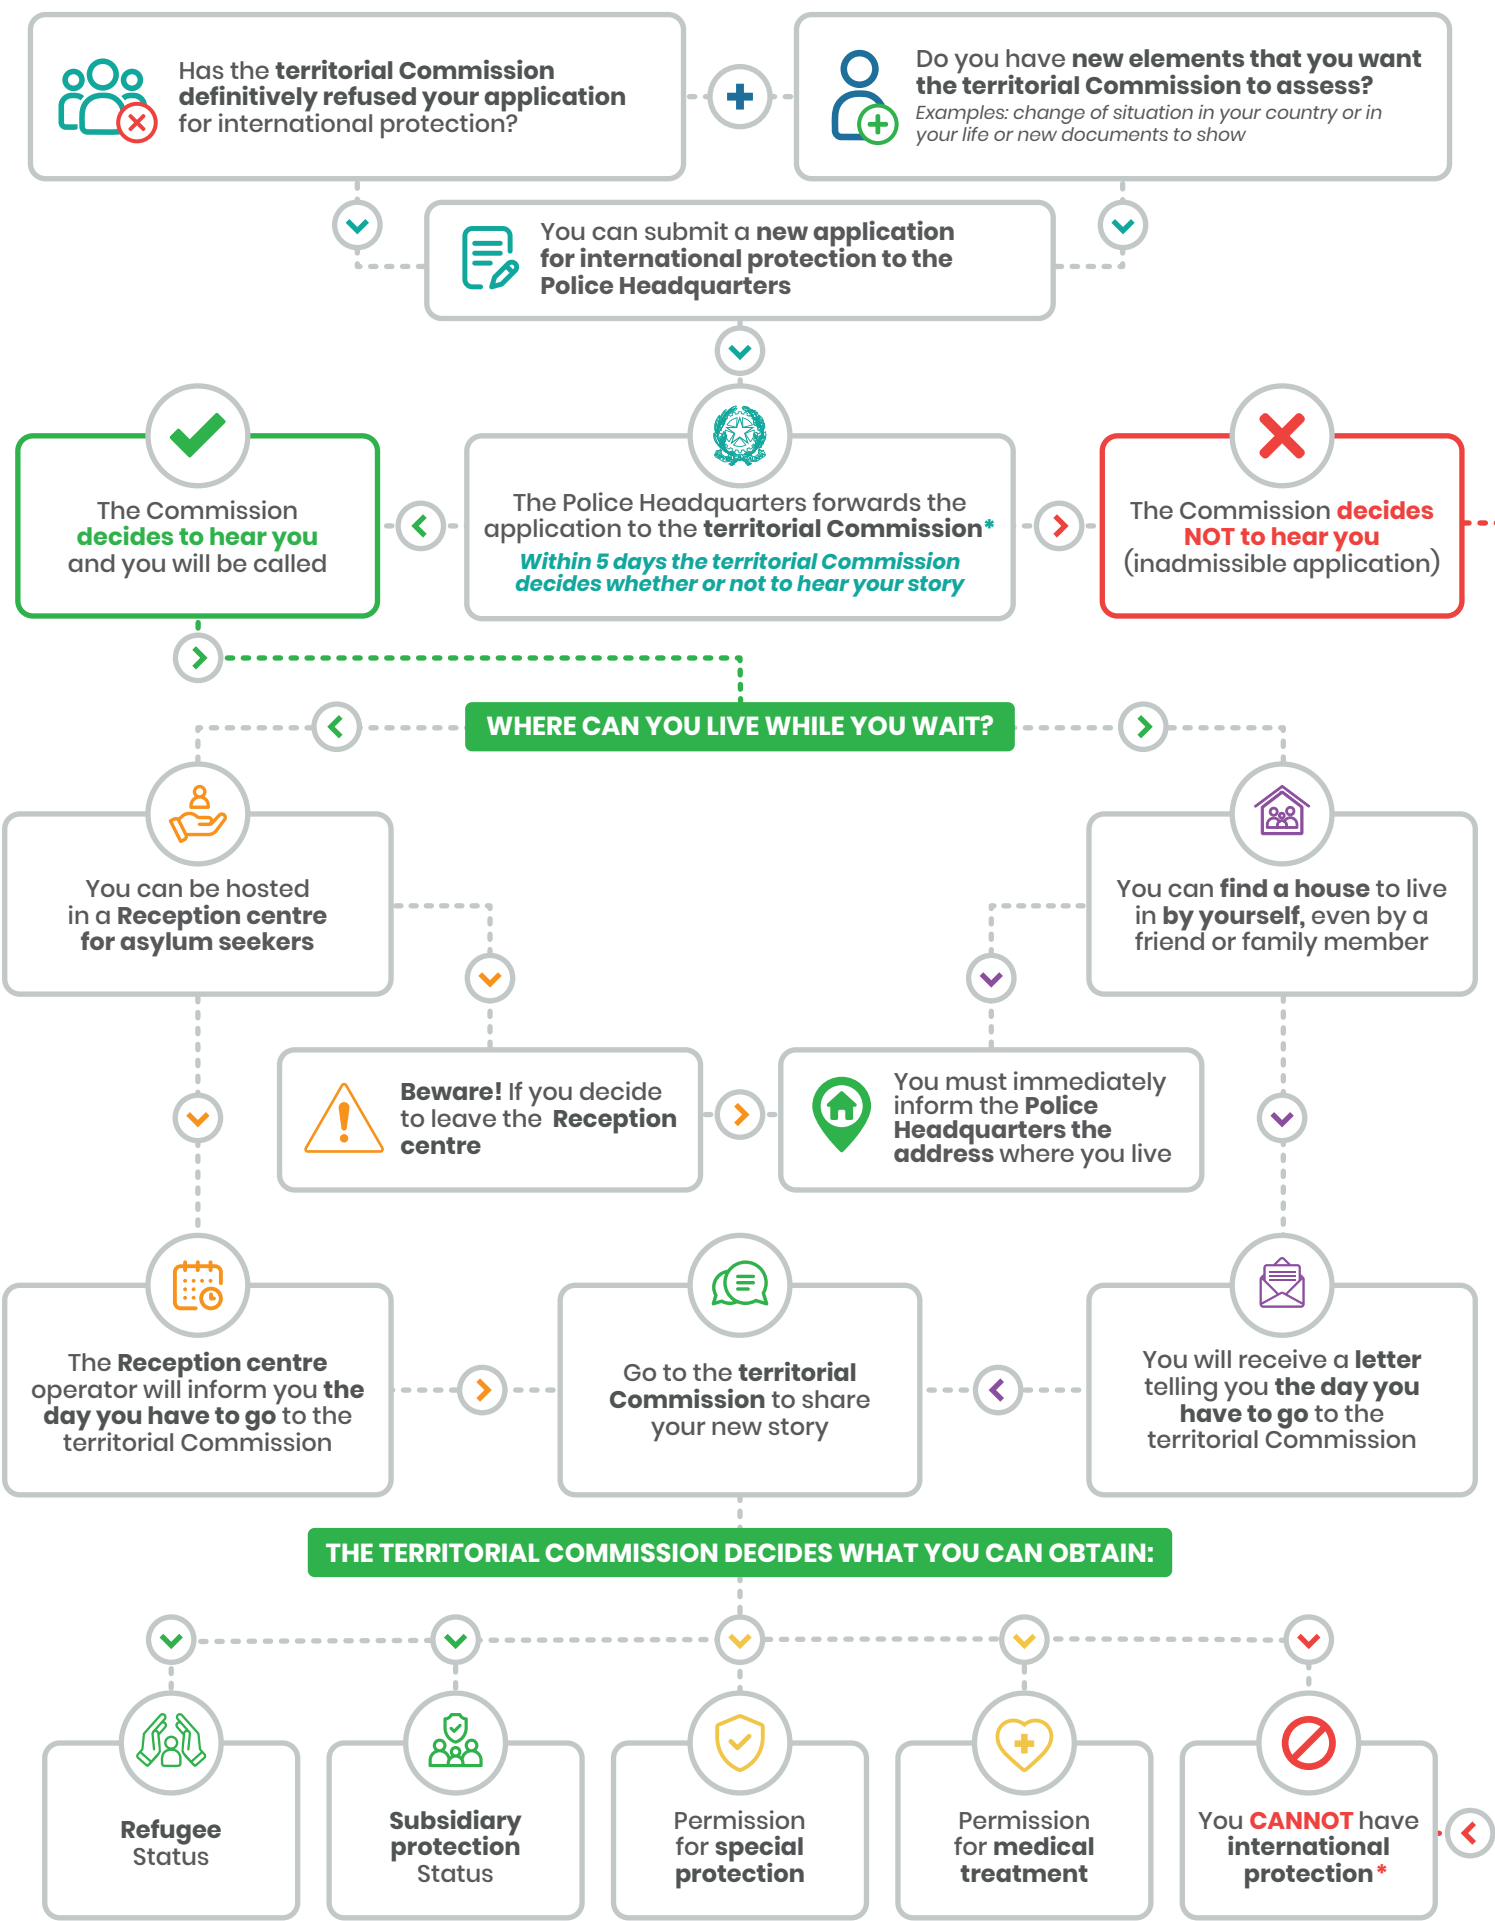 Has the territorial Commission
definitively refused your application
for international protection?
Do you have new elements that you want
the territorial Commission to assess?
Examples: change of situation in your country or in
your life or new documents to show
You can submit a new application
for international protection to the
Police Headquarters
The Commission
decides to hear you
and you will be called
The Police Headquarters forwards the
application to the territorial Commission*
Within 5 days the territorial Commission
decides whether or not to hear your story
The Commission decides
NOT to hear you
(inadmissible application)
WHERE CAN YOU LIVE WHILE YOU WAIT?
You can be hosted
in a Reception centre
for asylum seekers
You can find a house to live
in by yourself, even by a
friend or family member
Beware! If you decide
to leave the Reception
centre
You must immediately
inform the Police
Headquarters the
address where you live
The Reception centre
operator will inform you the
day you have to go to the
territorial Commission
Go to the territorial
Commission to share
your new story
You will receive a letter
telling you the day you
have to go to the
territorial Commission
THE TERRITORIAL COMMISSION DECIDES WHAT YOU CAN OBTAIN:
Refugee
Status
Subsidiary
protection
Status
Permission
for special
protection
Permission
for medical
treatment
You CANNOT have
international
protection*